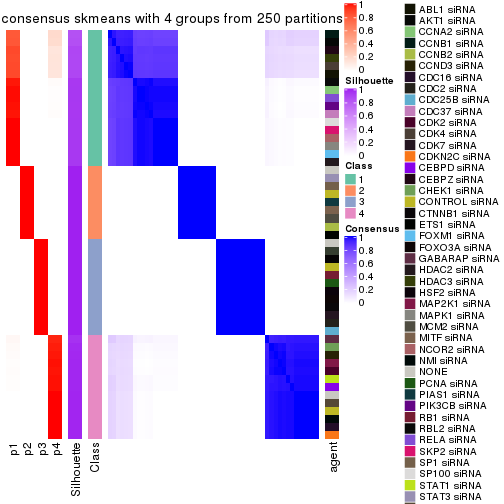 consensus skmeans with 4 groups from 250 partitions
1
0.8
0.6
0.4
0.2
0
Silhouette
1
0.8
0.6
0.4
0.2
0
Class
1
2
3
4
Consensus
1
0.8
0.6
0.4
0.2
0
p1
p2
p3
p4
Silhouette
Class
agent
ABL1 siRNA
AKT1 siRNA
CCNA2 siRNA
CCNB1 siRNA
CCNB2 siRNA
CCND3 siRNA
CDC16 siRNA
CDC2 siRNA
CDC25B siRNA
CDC37 siRNA
CDK2 siRNA
CDK4 siRNA
CDK7 siRNA
CDKN2C siRNA
CEBPD siRNA
CEBPZ siRNA
CHEK1 siRNA
CONTROL siRNA
CTNNB1 siRNA
ETS1 siRNA
FOXM1 siRNA
FOXO3A siRNA
GABARAP siRNA
HDAC2 siRNA
HDAC3 siRNA
HSF2 siRNA
MAP2K1 siRNA
MAPK1 siRNA
MCM2 siRNA
MITF siRNA
NCOR2 siRNA
NMI siRNA
NONE
PCNA siRNA
PIAS1 siRNA
PIK3CB siRNA
RB1 siRNA
RBL2 siRNA
RELA siRNA
SKP2 siRNA
SP1 siRNA
SP100 siRNA
STAT1 siRNA
STAT3 siRNA